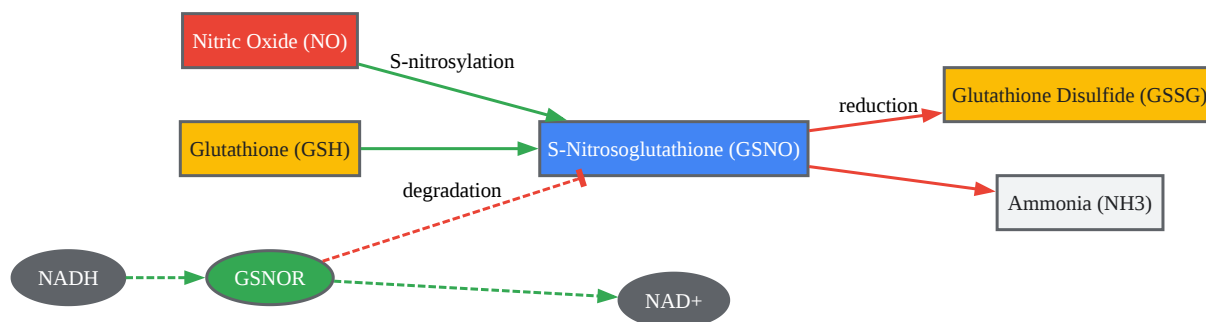 Nitric Oxide (NO)
S-nitrosylation
Glutathione (GSH)
S-Nitrosoglutathione (GSNO)
reduction
Glutathione Disulfide (GSSG)
Ammonia (NH3)
degradation
NADH
GSNOR
NAD+